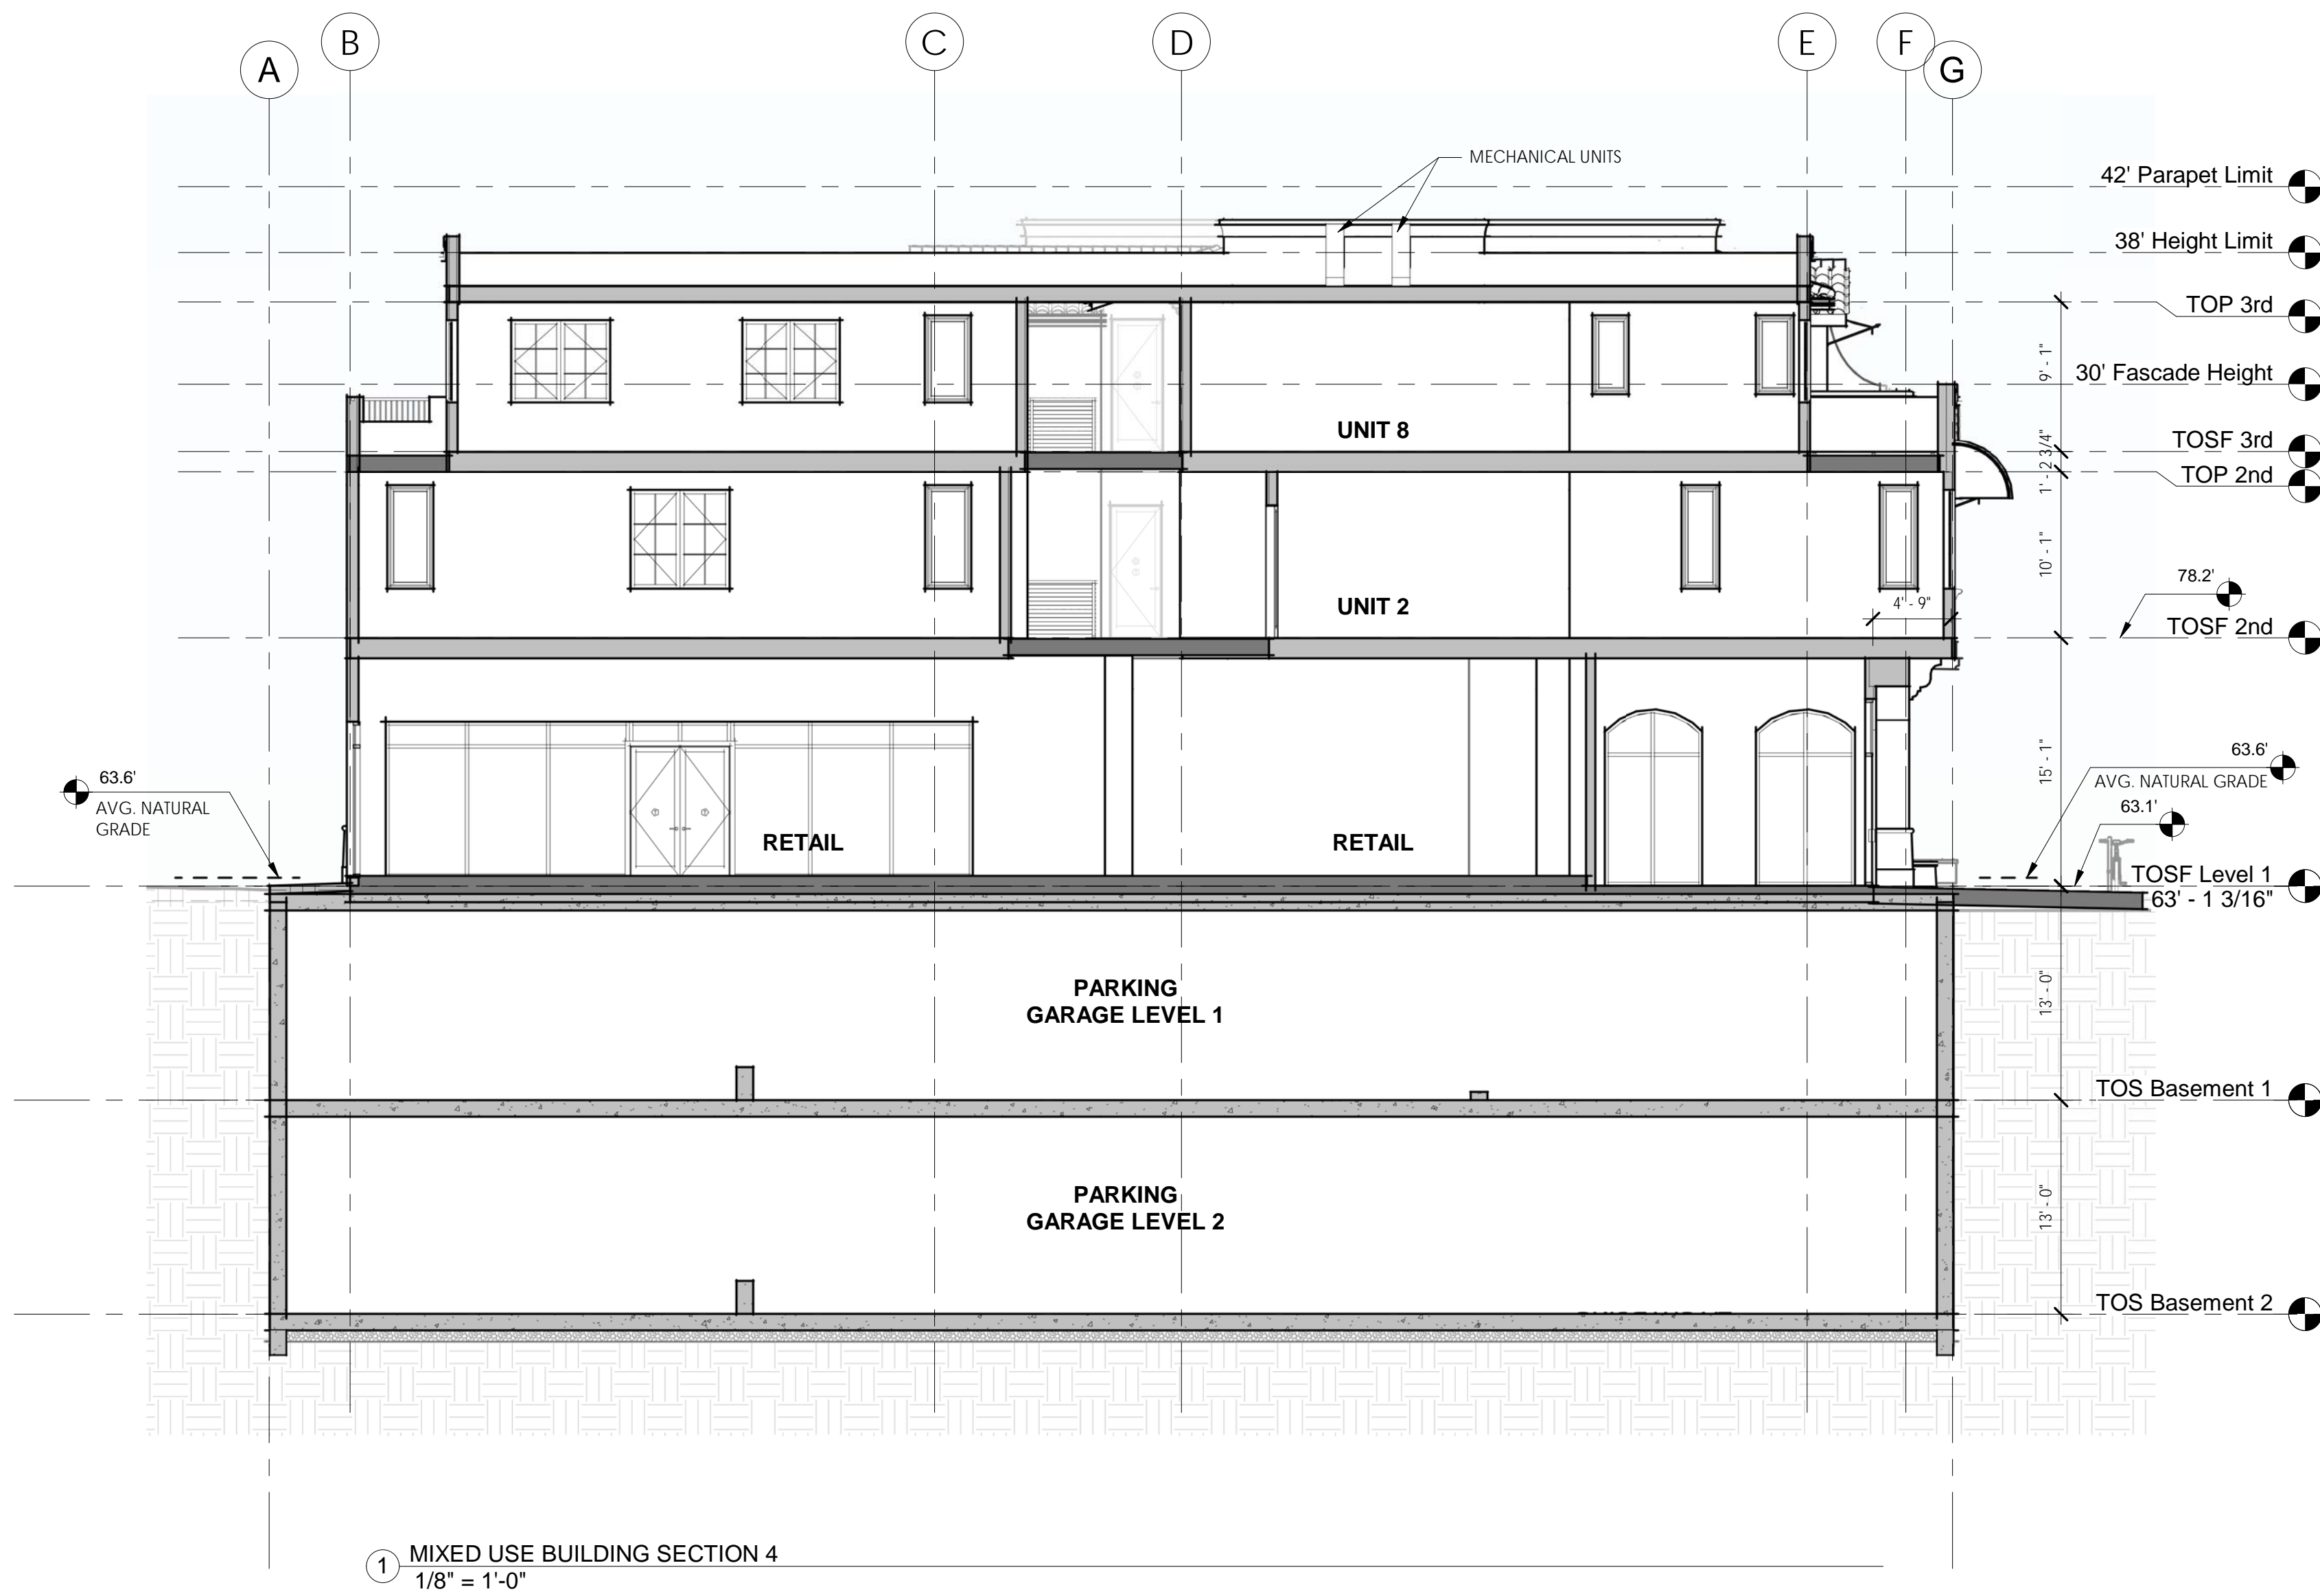 A
B
C
D
E
F
G
MECHANICAL UNITS
42' Parapet Limit
38' Height Limit
TOP 3rd
9' - 1"
30' Fascade Height
UNIT 8
TOSF 3rd
1' - 2 3/4"
TOP 2nd
10' - 1"
78.2'
4' - 9"
UNIT 2
TOSF 2nd
15' - 1"
63.6'
AVG. NATURAL
GRADE
63.6'
AVG. NATURAL GRADE
63.1'
RETAIL
RETAIL
TOSF Level 1
63' - 1 3/16"
PARKING
GARAGE LEVEL 1
13' - 0"
TOS Basement 1
PARKING
GARAGE LEVEL 2
13' - 0"
TOS Basement 2
1
MIXED USE BUILDING SECTION 4
1/8" = 1'-0"